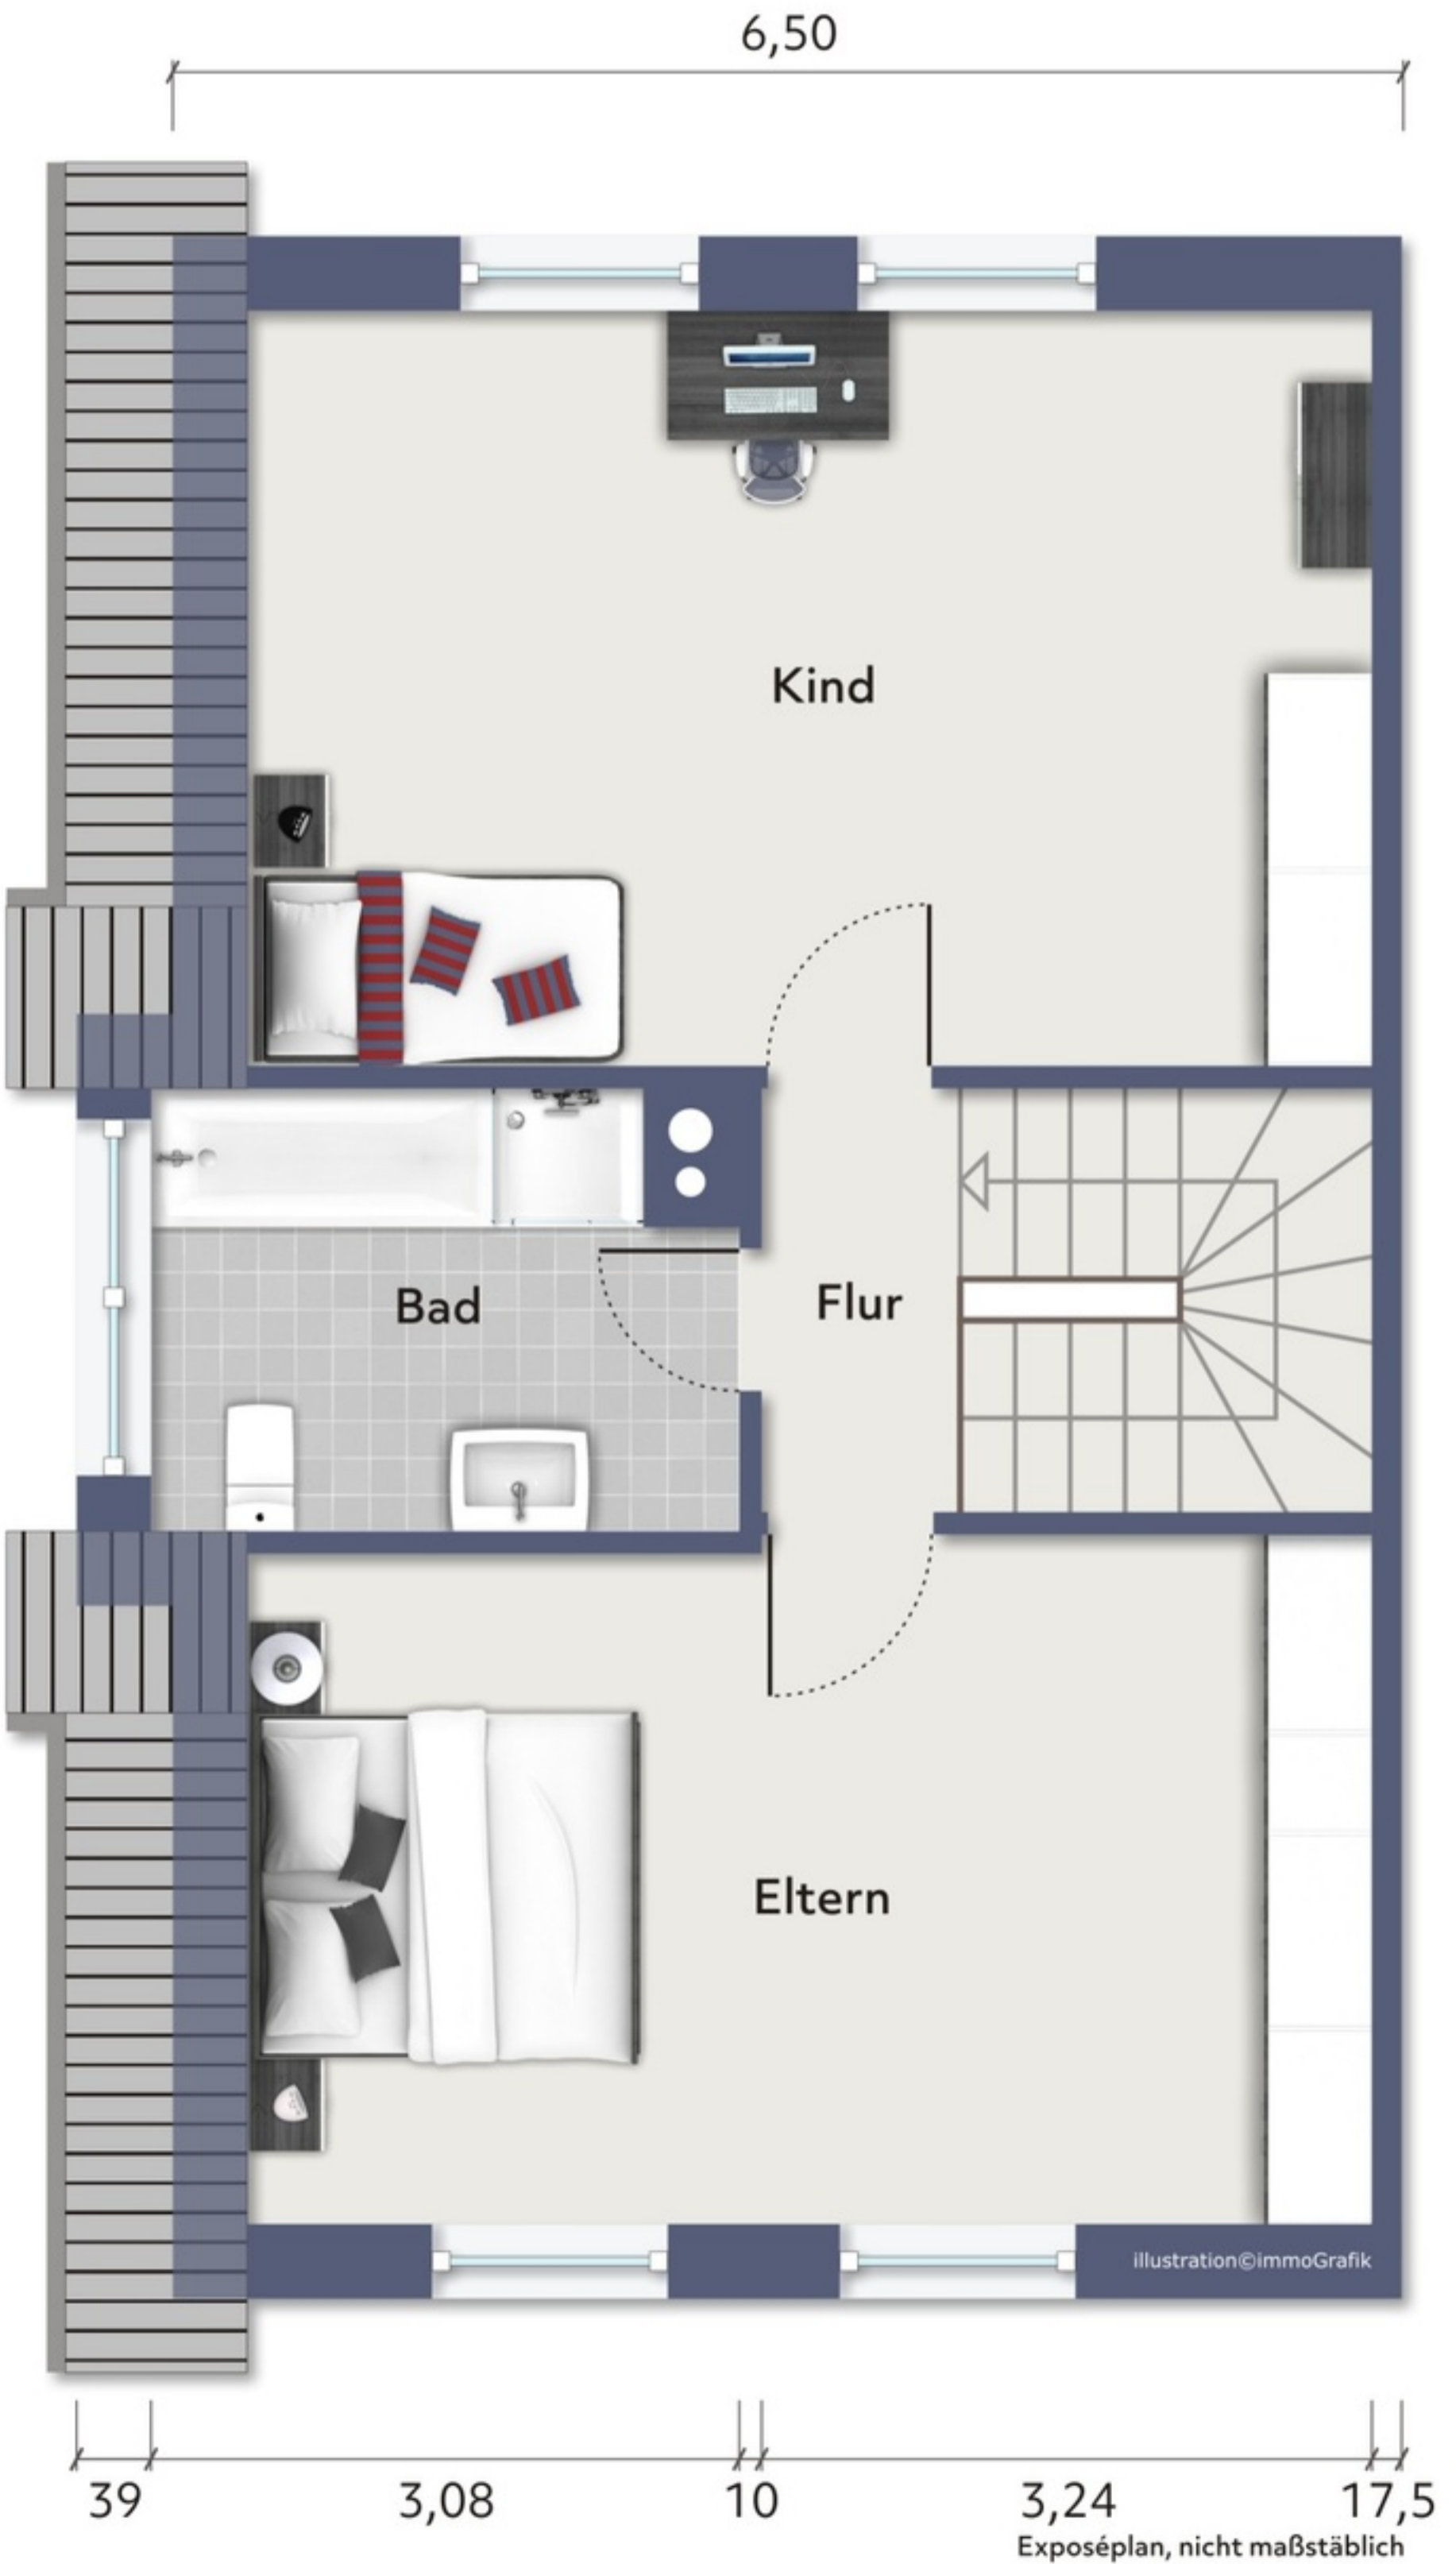 6,50
Kind
Bad
Flur
Eltern
illustration©immoGrafik
39
3,08
10
3,24
17,5
Exposéplan, nicht maßstäblich